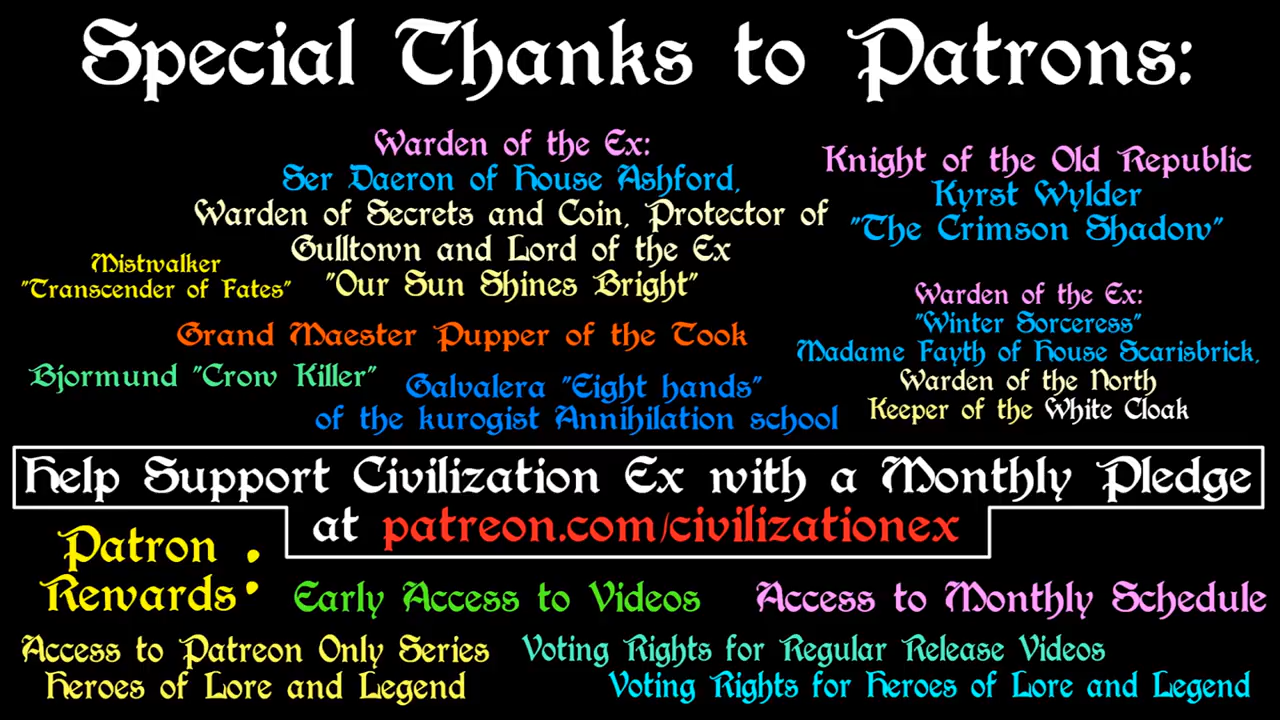 Special Thanks to Patrons:
Warden of the Ex:
Ser Daeron of House Ashford,
Warden of Secrets and Coin, Protector of
Gulltown and Lord of the Ex
"Our Sun Shines Bright"
Knight of the Old Republic
Kyrst Wylder
"The Crimson Shadow"
Mistwalker
"Transcender of Fates"
Grand Maester Pupper of the Took
Warden of the Ex:
"Winter Sorceress"
Madame Fayth of House Scarisbrick,
Warden of the North
Keeper of the White Cloak
Bjormund "Crow Killer"
Galvalera "Eight hands"
of the kurogist Annihilation school
Help Support Civilization Ex with a Monthly Pledge
at patreon.com/civilizationex
Patron
Rewards:
Early Access to Videos
Access to Monthly Schedule
Access to Patreon Only Series
Heroes of Lore and Legend
Voting Rights for Regular Release Videos
Voting Rights for Heroes of Lore and Legend